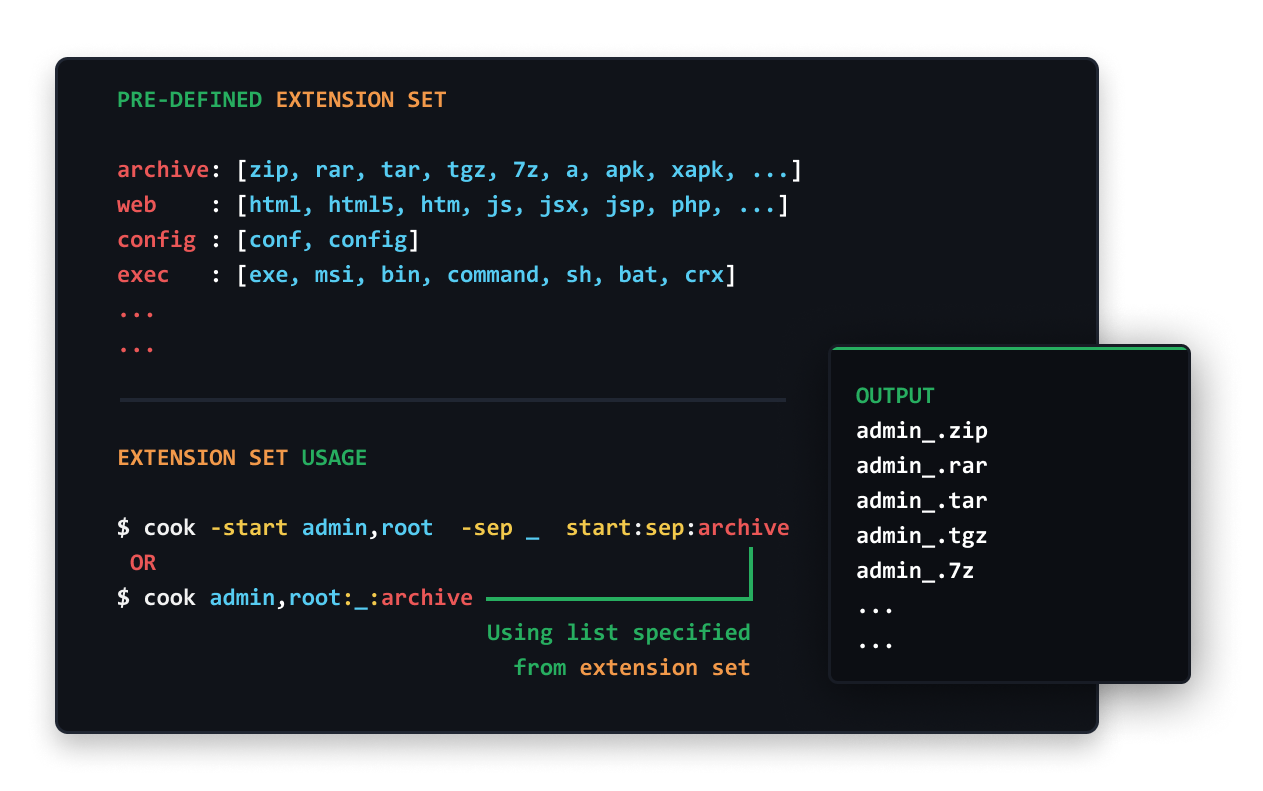 PRE-DEFINED EXTENSION SET
archive: [zip, rar, tar, tgz, 7z, a, apk, xapk, ...]
web    : [html, html5, htm, js, jsx, jsp, php, ...]
config : [conf, config]
exec   : [exe, msi, bin, command, sh, bat, crx]
...
...
EXTENSION SET USAGE
$ cook -start admin,root  -sep _  start:sep:archive
OR
$ cook admin,root:_:archive
Using list specified
from extension set
OUTPUT
admin_.zip
admin_.rar
admin_.tar
admin_.tgz
admin_.7z
...
...